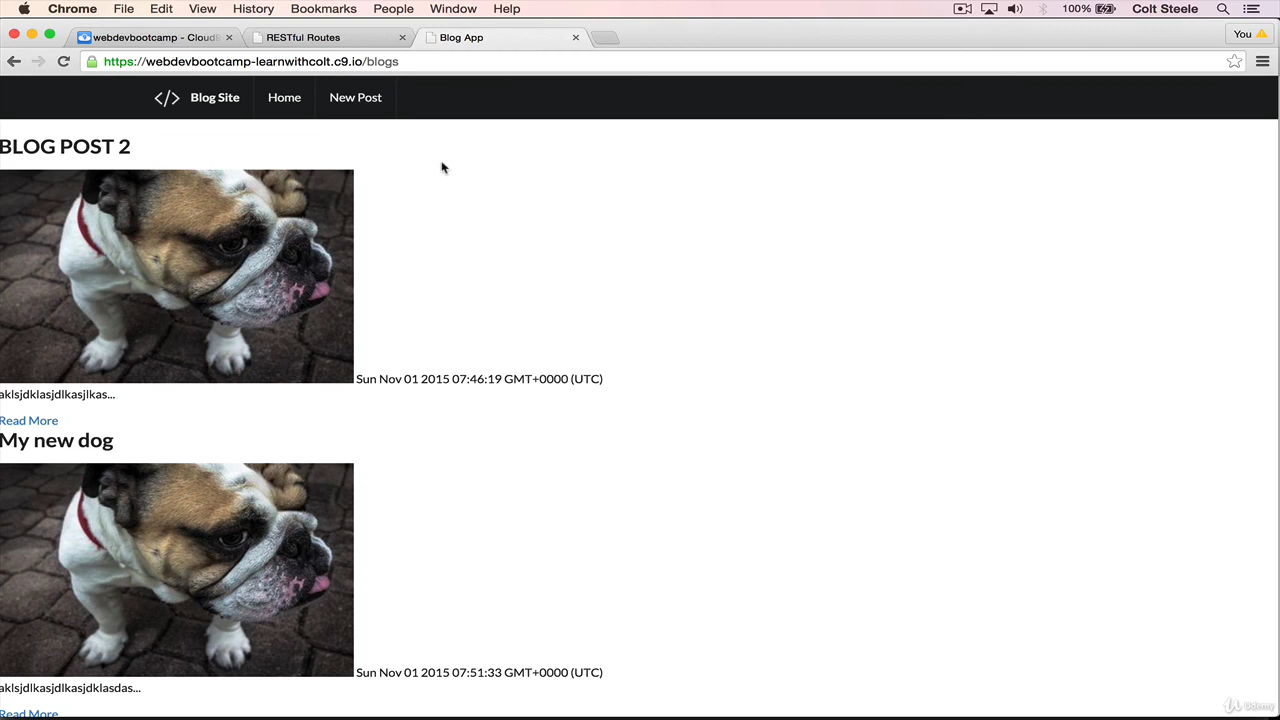 Chrome File Edit View History Bookmarks People Window Help 100% Colt Steele
webdevbootcamp - Cloud RESTful Routes Blog App You
https://webdevbootcamp-learnwithcolt.c9.io/blogs
</> Blog Site Home New Post
BLOG POST 2
Sun Nov 01 2015 07:46:19 GMT+0000 (UTC)
aklsjdklasjdlkasjlkas...
Read More
My new dog
Sun Nov 01 2015 07:51:33 GMT+0000 (UTC)
aklsjdlkasjdlkasjdklasdas...
Read More
Udemy